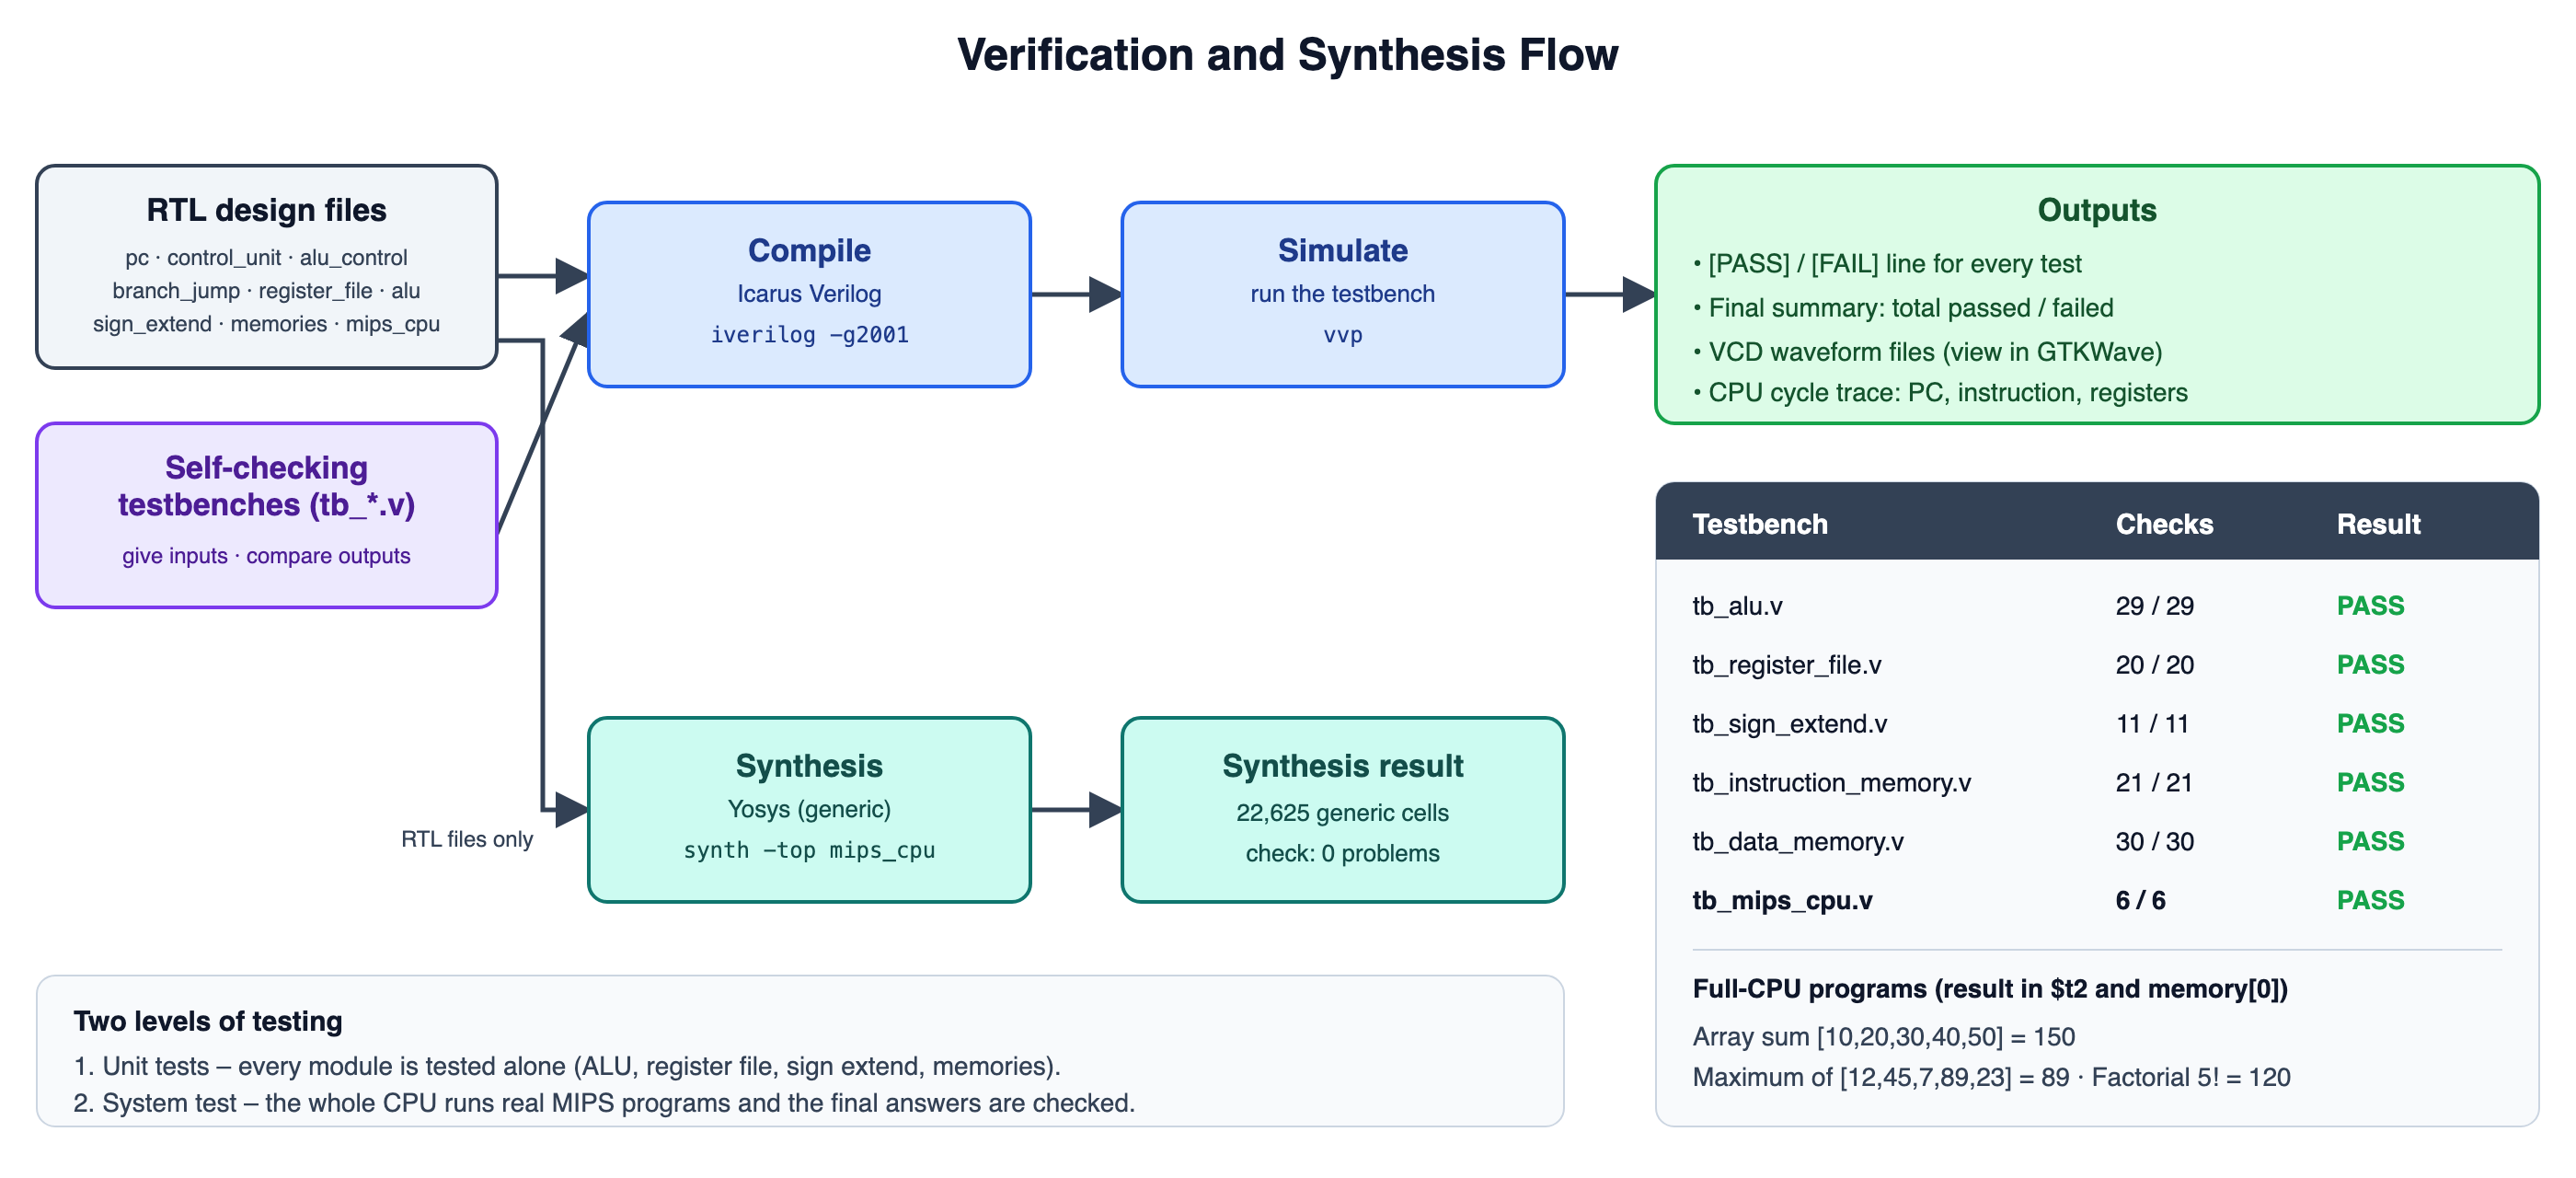 Verification and Synthesis Flow
RTL design files
pc · control_unit · alu_control
branch_jump · register_file · alu
sign_extend · memories · mips_cpu
Self-checking
testbenches (tb_*.v)
give inputs · compare outputs
Compile
Icarus Verilog
iverilog –g2001
Simulate
run the testbench
vvp
Outputs
• [PASS] / [FAIL] line for every test
• Final summary: total passed / failed
• VCD waveform files (view in GTKWave)
• CPU cycle trace: PC, instruction, registers
RTL files only
Synthesis
Yosys (generic)
synth –top mips_cpu
Synthesis result
22,625 generic cells
check: 0 problems
Testbench Checks Result
tb_alu.v 29 / 29 PASS
tb_register_file.v 20 / 20 PASS
tb_sign_extend.v 11 / 11 PASS
tb_instruction_memory.v 21 / 21 PASS
tb_data_memory.v 30 / 30 PASS
tb_mips_cpu.v 6 / 6 PASS
Full-CPU programs (result in $t2 and memory[0])
Array sum [10,20,30,40,50] = 150
Maximum of [12,45,7,89,23] = 89 · Factorial 5! = 120
Two levels of testing
1. Unit tests – every module is tested alone (ALU, register file, sign extend, memories).
2. System test – the whole CPU runs real MIPS programs and the final answers are checked.